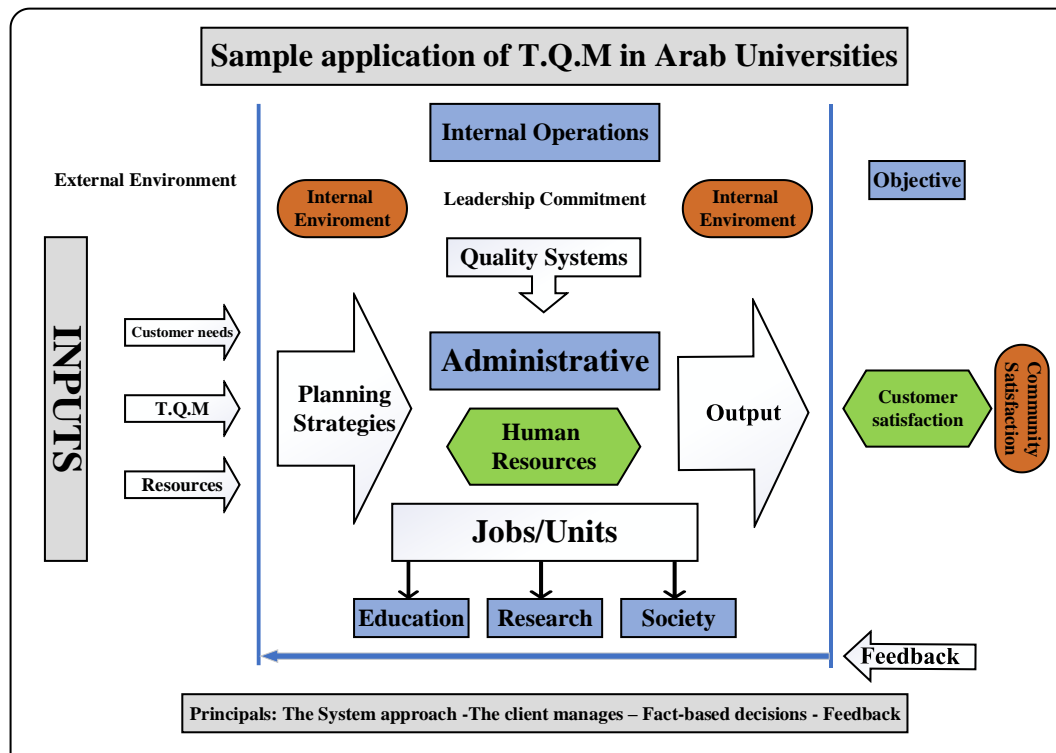 Sample application of T.Q.M in Arab Universities
Internal Operations
External Environment
Internal
Enviroment
Leadership Commitment
Internal
Enviroment
Objective
Quality Systems
INPUTS
Customer needs
T.Q.M
Resources
Planning
Strategies
Administrative
Human
Resources
Output
Customer
satisfaction
Community
Satisfaction
Jobs/Units
Education
Research
Society
Feedback
Principals: The System approach -The client manages – Fact-based decisions - Feedback